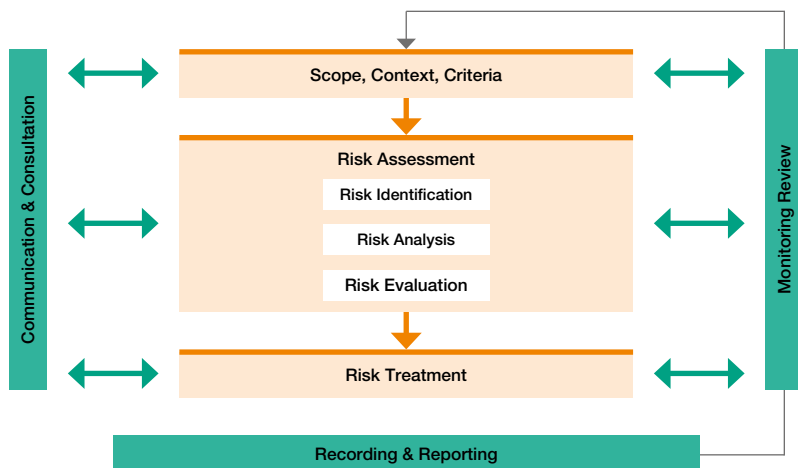 Scope, Context, Criteria
Communication & Consultation
Risk Assessment
Risk Identification
Risk Analysis
Risk Evaluation
Monitoring Review
Risk Treatment
Recording & Reporting